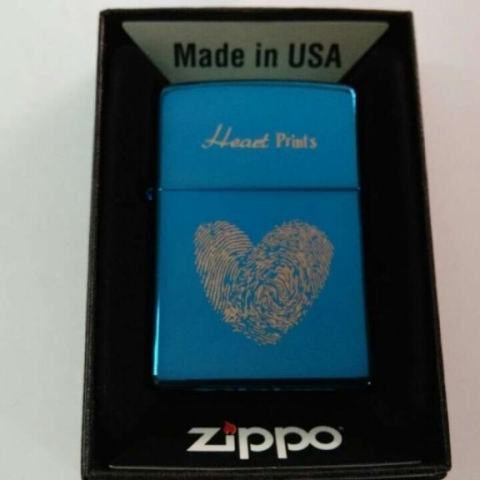 Made in USA
Heart Prints
zippo